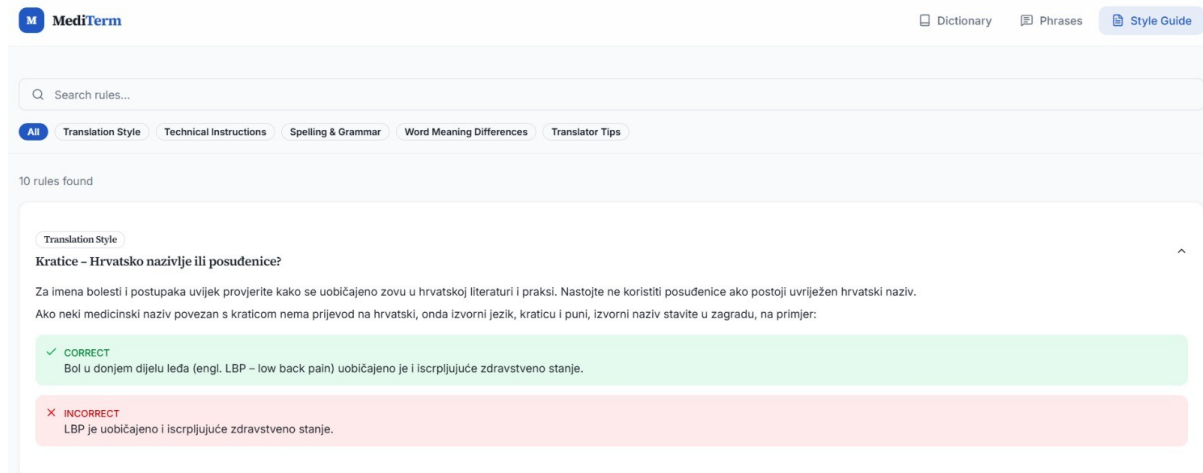 M MediTerm
Dictionary
Phrases
Style Guide
Search rules...
All Translation Style Technical Instructions Spelling & Grammar Word Meaning Differences Translator Tips
10 rules found
Translation Style
Kratice – Hrvatsko nazivlje ili posuđenice?
Za imena bolesti i postupaka uvijek provjerite kako se uobičajeno zovu u hrvatskoj literaturi i praksi. Nastojte ne koristiti posuđenice ako postoji uvriježen hrvatski naziv.
Ako neki medicinski naziv povezan s kraticom nema prijevod na hrvatski, onda izvorni jezik, kraticu i puni, izvorni naziv stavite u zagradu, na primjer:
CORRECT
Bol u donjem dijelu leđa (engl. LBP – low back pain) uobičajeno je i iscrpljujuće zdravstveno stanje.
INCORRECT
LBP je uobičajeno i iscrpljujuće zdravstveno stanje.